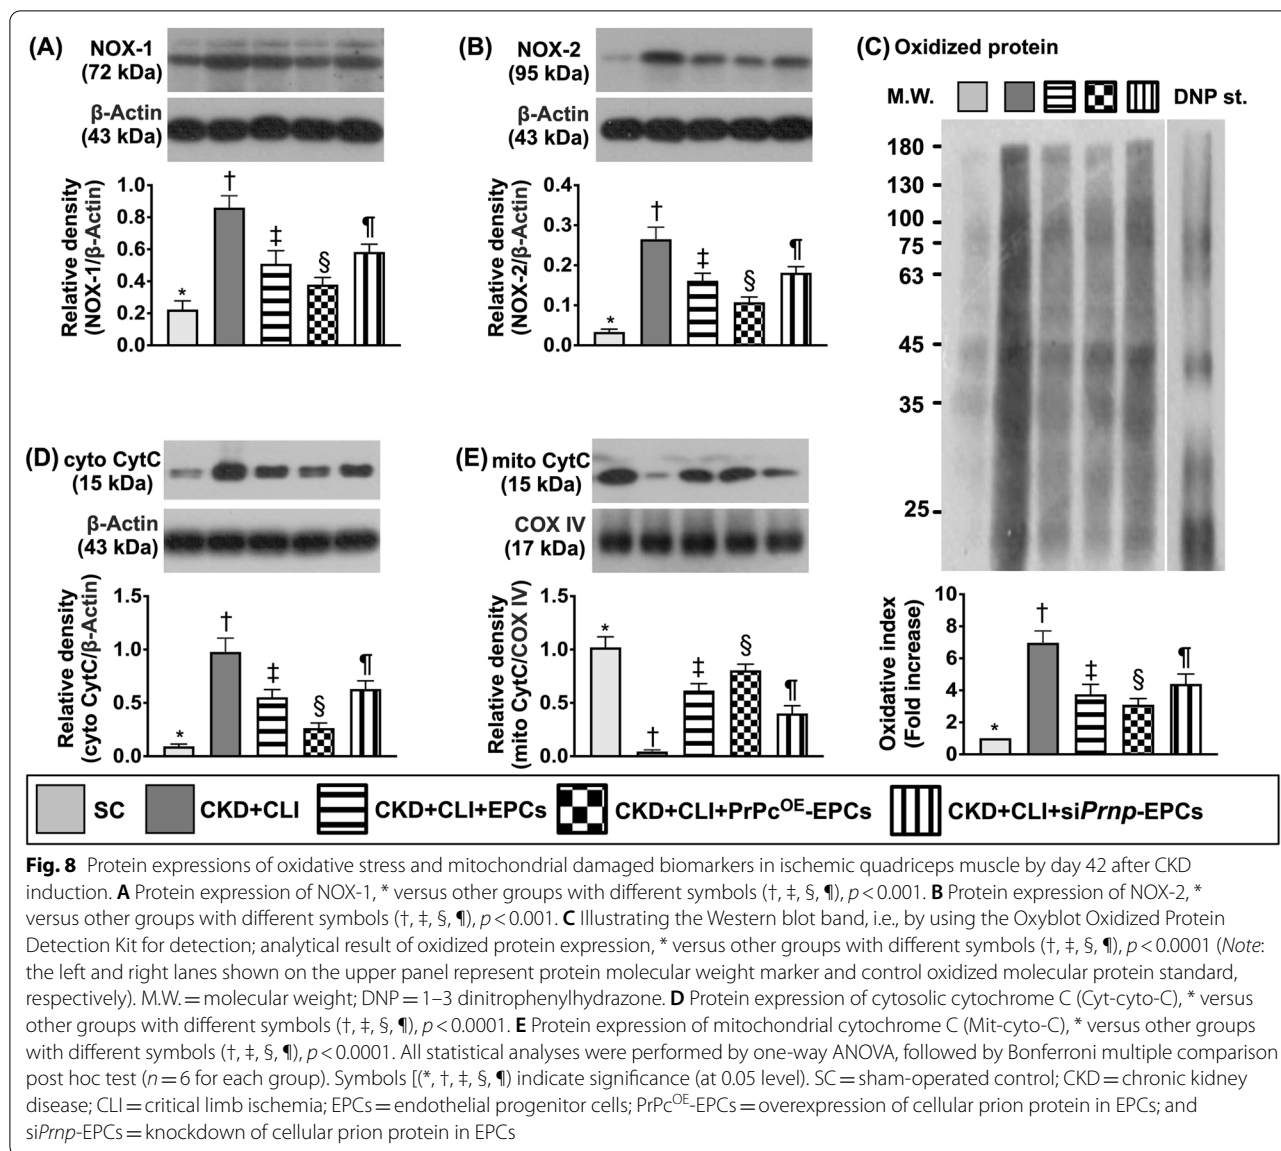 (A)
NOX-1
(72 kDa)
β-Actin
(43 kDa)
Relative density
(NOX-1/β-Actin)
1.0
0.8
0.6
0.4
0.2
0.0
*
†
‡
§
¶
(B)
NOX-2
(95 kDa)
β-Actin
(43 kDa)
Relative density
(NOX-2/β-Actin)
0.4
0.3
0.2
0.1
0.0
*
†
‡
§
¶
(C) Oxidized protein
M.W.
DNP st.
180
130
100
75
63
45
35
25
Oxidative index
(Fold increase)
10
8
6
4
2
0
*
†
‡
§
¶
(D) cyto CytC
(15 kDa)
β-Actin
(43 kDa)
Relative density
(cyto CytC/β-Actin)
1.5
1.0
0.5
0.0
*
†
‡
§
¶
(E) mito CytC
(15 kDa)
COX IV
(17 kDa)
Relative density
(mito CytC/COX IV)
1.5
1.0
0.5
0.0
*
†
‡
§
¶
SC CKD+CLI CKD+CLI+EPCs CKD+CLI+PrPcOE-EPCs CKD+CLI+siPrnp-EPCs
Fig. 8 Protein expressions of oxidative stress and mitochondrial damaged biomarkers in ischemic quadriceps muscle by day 42 after CKD
induction. A Protein expression of NOX-1, * versus other groups with different symbols (†, ‡, §, ¶), p < 0.001. B Protein expression of NOX-2, *
versus other groups with different symbols (†, ‡, §, ¶), p < 0.001. C Illustrating the Western blot band, i.e., by using the Oxyblot Oxidized Protein
Detection Kit for detection; analytical result of oxidized protein expression, * versus other groups with different symbols (†, ‡, §, ¶), p < 0.0001 (Note:
the left and right lanes shown on the upper panel represent protein molecular weight marker and control oxidized molecular protein standard,
respectively). M.W. = molecular weight; DNP = 1–3 dinitrophenylhydrazone. D Protein expression of cytosolic cytochrome C (Cyt-cyto-C), * versus
other groups with different symbols (†, ‡, §, ¶), p < 0.0001. E Protein expression of mitochondrial cytochrome C (Mit-cyto-C), * versus other groups
with different symbols (†, ‡, §, ¶), p < 0.0001. All statistical analyses were performed by one-way ANOVA, followed by Bonferroni multiple comparison
post hoc test (n = 6 for each group). Symbols [(*, †, ‡, §, ¶) indicate significance (at 0.05 level). SC = sham-operated control; CKD = chronic kidney
disease; CLI = critical limb ischemia; EPCs = endothelial progenitor cells; PrPcOE-EPCs = overexpression of cellular prion protein in EPCs; and
siPrnp-EPCs = knockdown of cellular prion protein in EPCs